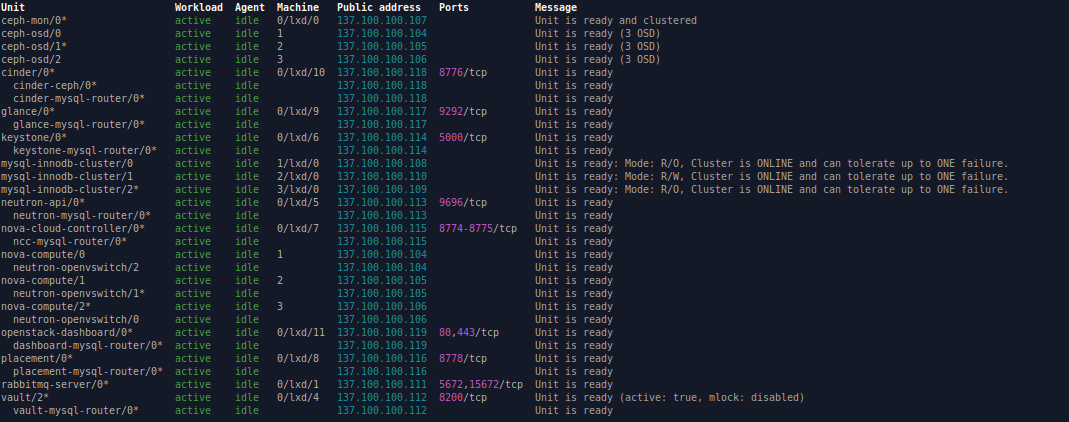 Unit Workload Agent Machine Public address Ports Message
ceph-mon/0* active idle 0/lxd/0 137.100.100.107 Unit is ready and clustered
ceph-osd/0 active idle 1 137.100.100.104 Unit is ready (3 OSD)
ceph-osd/1* active idle 2 137.100.100.105 Unit is ready (3 OSD)
ceph-osd/2 active idle 3 137.100.100.106 Unit is ready (3 OSD)
cinder/0* active idle 0/lxd/10 137.100.100.118 8776/tcp Unit is ready
cinder-ceph/0* active idle 137.100.100.118 Unit is ready
cinder-mysql-router/0* active idle 137.100.100.118 Unit is ready
glance/0* active idle 0/lxd/9 137.100.100.117 9292/tcp Unit is ready
glance-mysql-router/0* active idle 137.100.100.117 Unit is ready
keystone/0* active idle 0/lxd/6 137.100.100.114 5000/tcp Unit is ready
keystone-mysql-router/0* active idle 137.100.100.114 Unit is ready
mysql-innodb-cluster/0 active idle 1/lxd/0 137.100.100.108 Unit is ready: Mode: R/O, Cluster is ONLINE and can tolerate up to ONE failure.
mysql-innodb-cluster/1 active idle 2/lxd/0 137.100.100.110 Unit is ready: Mode: R/W, Cluster is ONLINE and can tolerate up to ONE failure.
mysql-innodb-cluster/2* active idle 3/lxd/0 137.100.100.109 Unit is ready: Mode: R/O, Cluster is ONLINE and can tolerate up to ONE failure.
neutron-api/0* active idle 0/lxd/5 137.100.100.113 9696/tcp Unit is ready
neutron-mysql-router/0* active idle 137.100.100.113 Unit is ready
nova-cloud-controller/0* active idle 0/lxd/7 137.100.100.115 8774-8775/tcp Unit is ready
ncc-mysql-router/0* active idle 137.100.100.115 Unit is ready
nova-compute/0 active idle 1 137.100.100.104 Unit is ready
neutron-openvswitch/2 active idle 137.100.100.104 Unit is ready
nova-compute/1 active idle 2 137.100.100.105 Unit is ready
neutron-openvswitch/1* active idle 137.100.100.105 Unit is ready
nova-compute/2* active idle 3 137.100.100.106 Unit is ready
neutron-openvswitch/0 active idle 137.100.100.106 Unit is ready
openstack-dashboard/0* active idle 0/lxd/11 137.100.100.119 80,443/tcp Unit is ready
dashboard-mysql-router/0* active idle 137.100.100.119 Unit is ready
placement/0* active idle 0/lxd/8 137.100.100.116 8778/tcp Unit is ready
placement-mysql-router/0* active idle 137.100.100.116 Unit is ready
rabbitmq-server/0* active idle 0/lxd/1 137.100.100.111 5672,15672/tcp Unit is ready
vault/2* active idle 0/lxd/4 137.100.100.112 8200/tcp Unit is ready (active: true, mlock: disabled)
vault-mysql-router/0* active idle 137.100.100.112 Unit is ready